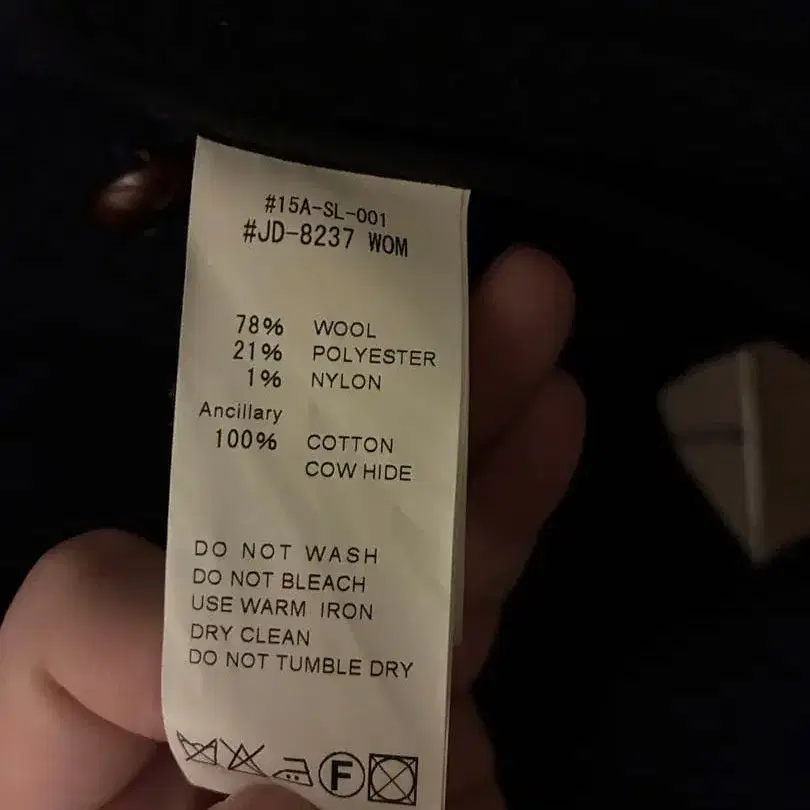 #15A-SL-001
#JD-8237 WOM
78% WOOL
21% POLYESTER
1% NYLON
Ancillary
100% COTTON
COW HIDE
DO NOT WASH
DO NOT BLEACH
USE WARM IRON
DRY CLEAN
DO NOT TUMBLE DRY
F